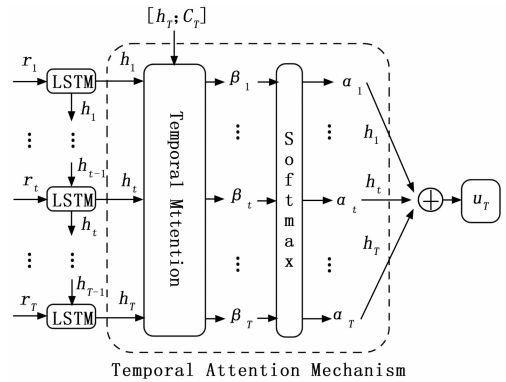 [h_T; C_T]
r_1 LSTM h_1 β_1 α_1
h_1 h_1
h_{t-1}
r_t LSTM h_t Temporal Mttention β_t Softmax α_t h_t u_T
h_t
h_{T-1} h_T
r_T LSTM h_T β_T α_T
Temporal Attention Mechanism